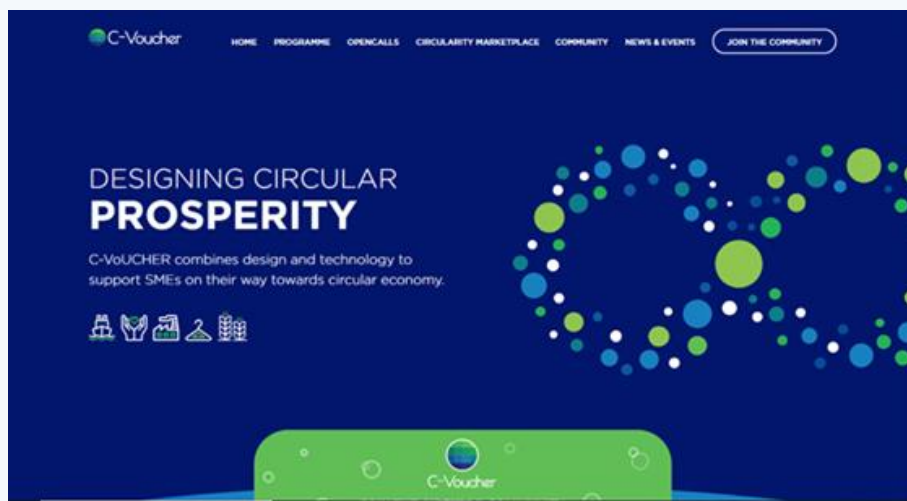 C-Voucher
HOME PROGRAMME OPENCALLS CIRCULARITY MARKETPLACE COMMUNITY NEWS & EVENTS JOIN THE COMMUNITY
DESIGNING CIRCULAR
PROSPERITY
C-VoUCHER combines design and technology to
support SMEs on their way towards circular economy.
C-Voucher